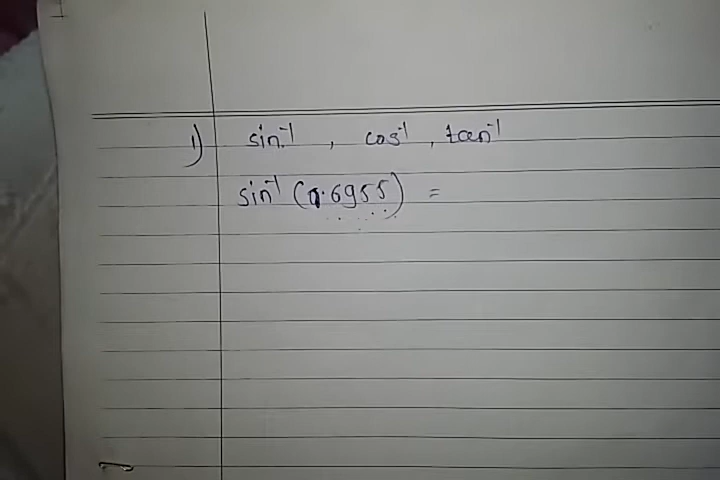 1) sin⁻¹ , cos⁻¹ , tan⁻¹
sin⁻¹ (0.6955) =